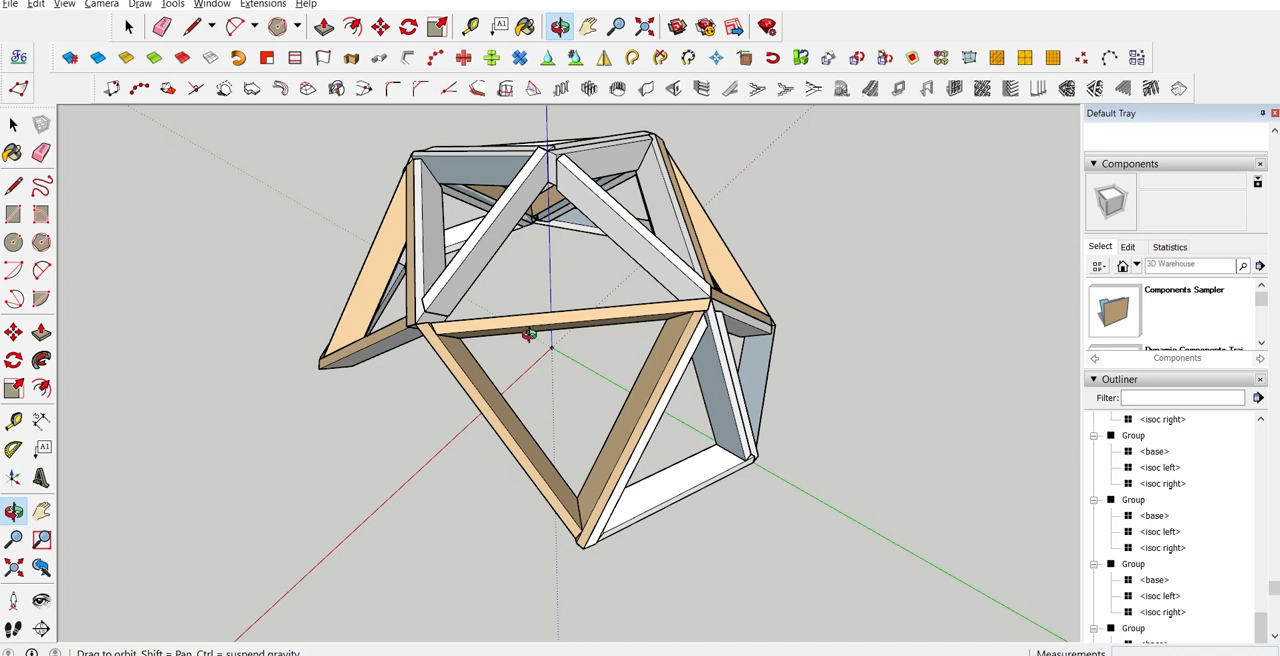 File Edit View Camera Draw Tools Window Extensions Help
A1
Default Tray
Components
Select Edit Statistics
3D Warehouse
Components Sampler
Components
Outliner
Filter:
<isoc right>
Group
<base>
<isoc left>
<isoc right>
Group
<base>
<isoc left>
<isoc right>
Group
<base>
<isoc left>
<isoc right>
Group
A1
Drag to orbit. Shift = Pan, Ctrl = suspend gravity.
Measurements